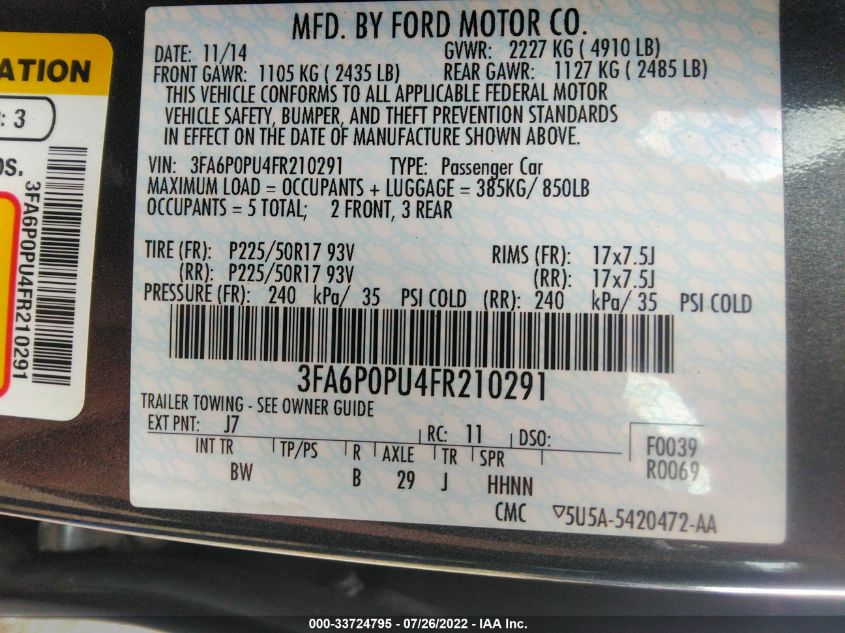 MFD. BY FORD MOTOR CO.
DATE: 11/14 GVWR: 2227 KG ( 4910 LB)
FRONT GAWR: 1105 KG ( 2435 LB) REAR GAWR: 1127 KG ( 2485 LB)
THIS VEHICLE CONFORMS TO ALL APPLICABLE FEDERAL MOTOR
VEHICLE SAFETY, BUMPER, AND THEFT PREVENTION STANDARDS
IN EFFECT ON THE DATE OF MANUFACTURE SHOWN ABOVE.
VIN: 3FA6P0PU4FR210291 TYPE: Passenger Car
MAXIMUM LOAD = OCCUPANTS + LUGGAGE = 385KG/ 850LB
OCCUPANTS = 5 TOTAL; 2 FRONT, 3 REAR
TIRE (FR): P225/50R17 93V RIMS (FR): 17x7.5J
(RR): P225/50R17 93V (RR): 17x7.5J
PRESSURE (FR): 240 kPa/ 35 PSI COLD (RR): 240 kPa/ 35 PSI COLD
3FA6P0PU4FR210291
TRAILER TOWING - SEE OWNER GUIDE
EXT PNT: J7 RC: 11 DSO: F0039
INT TR TP/PS R AXLE TR SPR R0069
BW B 29 J HHNN
CMC ▽5U5A-5420472-AA
ATION
: 3
OS.
3FA6P0PU4FR210291
000-33724795 - 07/26/2022 - IAA Inc.